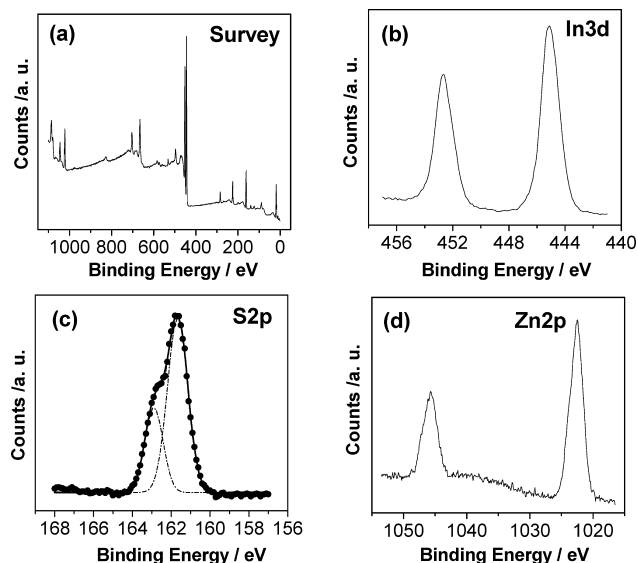 (a) Survey
Counts /a. u.
1000 800 600 400 200 0
Binding Energy / eV
(b) In3d
Counts /a. u.
456 452 448 444 440
Binding Energy / eV
(c) S2p
Counts /a. u.
168 166 164 162 160 158 156
Binding Energy / eV
(d) Zn2p
Counts /a. u.
1050 1040 1030 1020
Binding Energy / eV